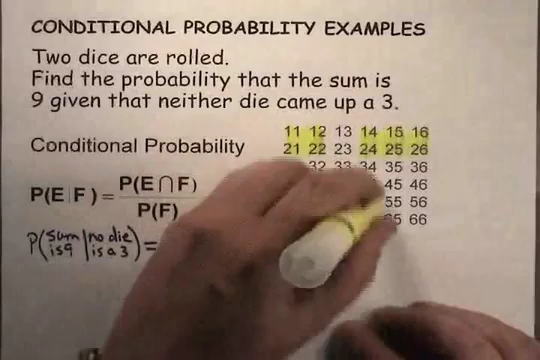 CONDITIONAL PROBABILITY EXAMPLES
Two dice are rolled.
Find the probability that the sum is
9 given that neither die came up a 3.
Conditional Probability
P(E|F) = P(E∩F) / P(F)
P(sum is 9 | no die is a 3) =
11 12 13 14 15 16
21 22 23 24 25 26
32 33 34 35 36
45 46
55 56
65 66